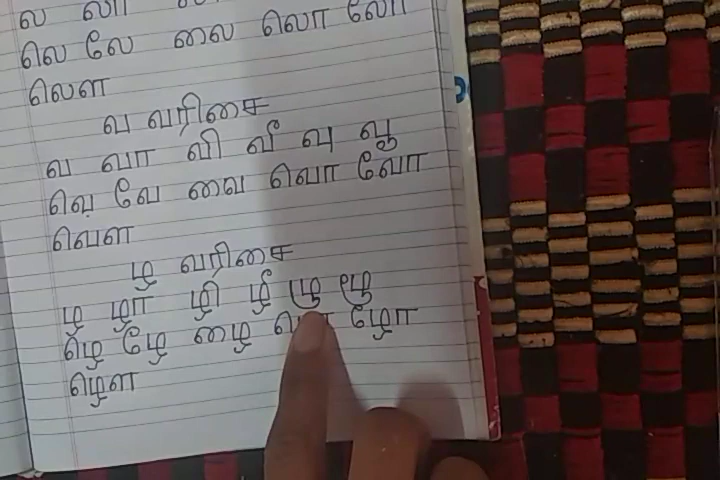 ல லா
லெ லே லை லொ லோ
லௌ
வ வரிசை
வ வா வி வீ வு வூ
வெ வே வை வொ வோ
வௌ
ழ வரிசை
ழ ழா ழி ழீ ழு ழூ
ழெ ழே ழை ழோ
ழௌ